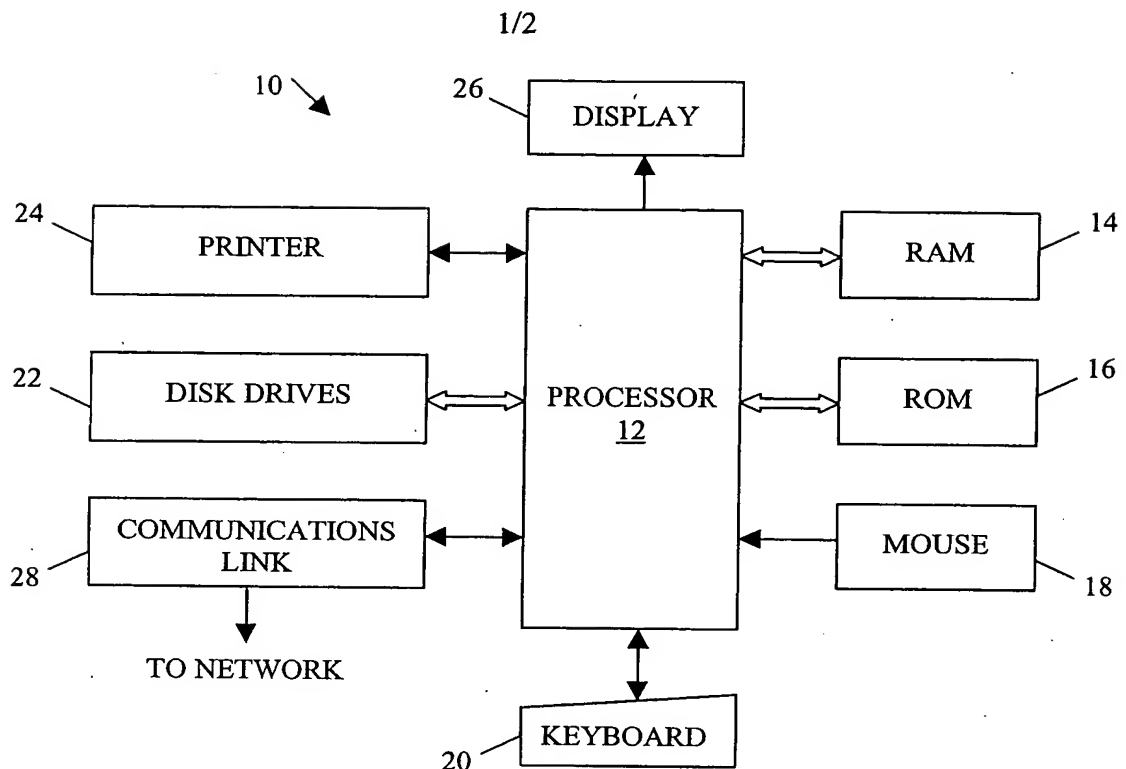 1/2
10
26
DISPLAY
24
PRINTER
14
RAM
22
DISK DRIVES
PROCESSOR
12
16
ROM
COMMUNICATIONS
LINK
28
MOUSE
18
TO NETWORK
KEYBOARD
20